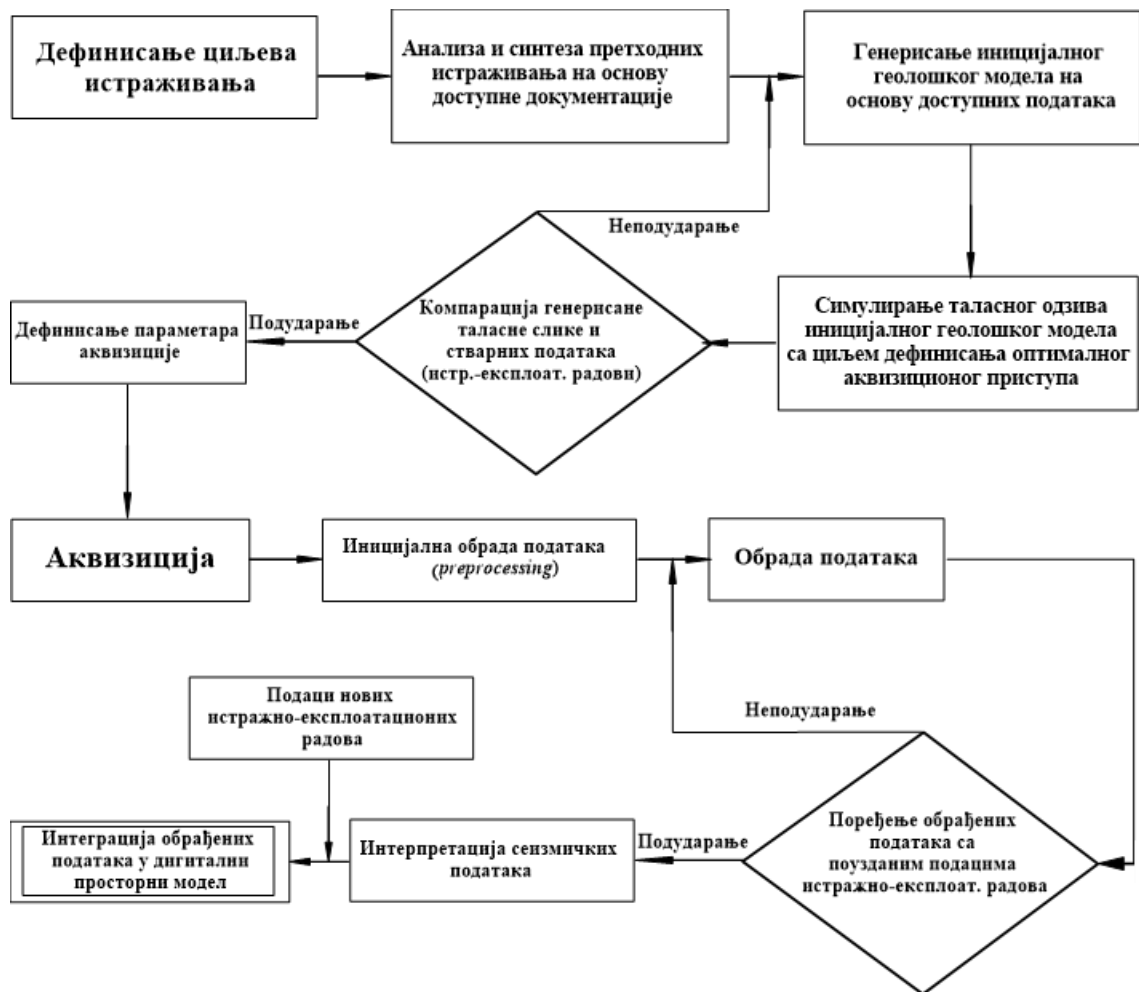 Дефинисање циљева
истраживања
Анализа и синтеза претходних
истраживања на основу
доступне документације
Генерисање иницијалног
геолошког модела на
основу доступних података
Неподударање
Симулирање таласног одзива
иницијалног геолошког модела
са циљем дефинисања оптималног
аквизиционог приступа
Компарација генерисане
таласне слике и
стварних података
(истр.-експлоат. радови)
Подударање
Дефинисање параметара
аквизиције
Аквизиција
Иницијална обрада података
(preprocessing)
Обрада података
Неподударање
Поређење обрађених
података са
поузданим подацима
истражно-експлоат. радова
Подударање
Интерпретација сеизмичких
података
Подаци нових
истражно-експлоатационих
радова
Интеграција обрађених
података у дигитални
просторни модел